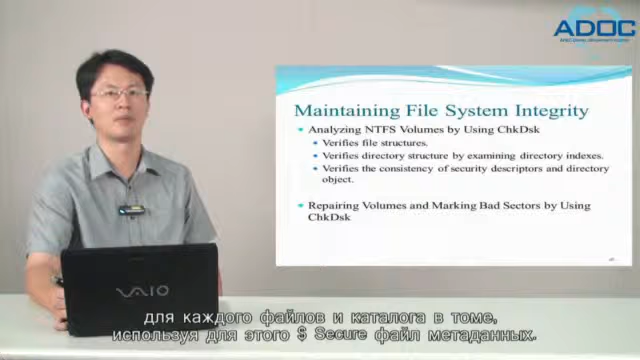 ADOC
Maintaining File System Integrity
Analyzing NTFS Volumes by Using ChkDsk
Verifies file structures.
Verifies directory structure by examining directory indexes.
Verifies the consistency of security descriptors and directory
object.
Repairing Volumes and Marking Bad Sectors by Using
ChkDsk
VAIO
для каждого файлов и каталога в томе,
используя для этого $ Secure файл метаданных.